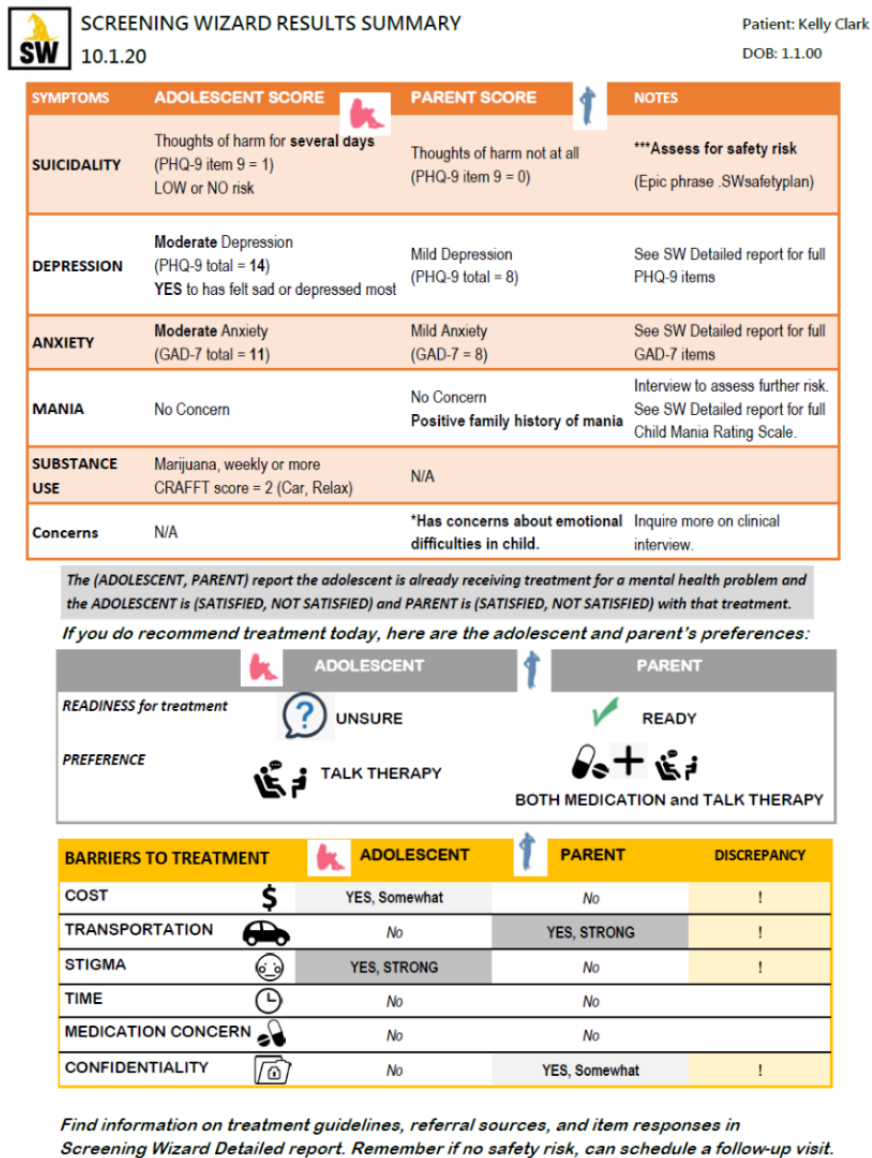 SW
SCREENING WIZARD RESULTS SUMMARY
10.1.20
Patient: Kelly Clark
DOB: 1.1.00
SYMPTOMS ADOLESCENT SCORE PARENT SCORE NOTES
SUICIDALITY
Thoughts of harm for several days
(PHQ-9 item 9 = 1)
LOW or NO risk
Thoughts of harm not at all
(PHQ-9 item 9 = 0)
***Assess for safety risk
(Epic phrase .SWsafetyplan)
DEPRESSION
Moderate Depression
(PHQ-9 total = 14)
YES to has felt sad or depressed most
Mild Depression
(PHQ-9 total = 8)
See SW Detailed report for full
PHQ-9 items
ANXIETY
Moderate Anxiety
(GAD-7 total = 11)
Mild Anxiety
(GAD-7 = 8)
See SW Detailed report for full
GAD-7 items
MANIA
No Concern
No Concern
Positive family history of mania
Interview to assess further risk.
See SW Detailed report for full
Child Mania Rating Scale.
SUBSTANCE
USE
Marijuana, weekly or more
CRAFFT score = 2 (Car, Relax)
N/A
Concerns
N/A
*Has concerns about emotional
difficulties in child.
Inquire more on clinical
interview.
The (ADOLESCENT, PARENT) report the adolescent is already receiving treatment for a mental health problem and
the ADOLESCENT is (SATISFIED, NOT SATISFIED) and PARENT is (SATISFIED, NOT SATISFIED) with that treatment.
If you do recommend treatment today, here are the adolescent and parent's preferences:
ADOLESCENT PARENT
READINESS for treatment
? UNSURE
READY
PREFERENCE
TALK THERAPY
BOTH MEDICATION and TALK THERAPY
BARRIERS TO TREATMENT ADOLESCENT PARENT DISCREPANCY
COST $ YES, Somewhat No !
TRANSPORTATION No YES, STRONG !
STIGMA YES, STRONG No !
TIME No No
MEDICATION CONCERN No No
CONFIDENTIALITY No YES, Somewhat !
Find information on treatment guidelines, referral sources, and item responses in
Screening Wizard Detailed report. Remember if no safety risk, can schedule a follow-up visit.